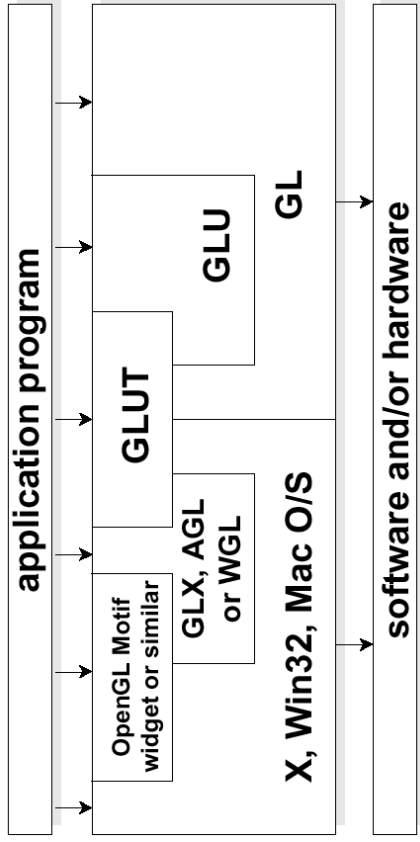 application program
OpenGL Motif
widget or similar
GLUT
GLX, AGL
or WGL
GLU
X, Win32, Mac O/S
GL
software and/or hardware